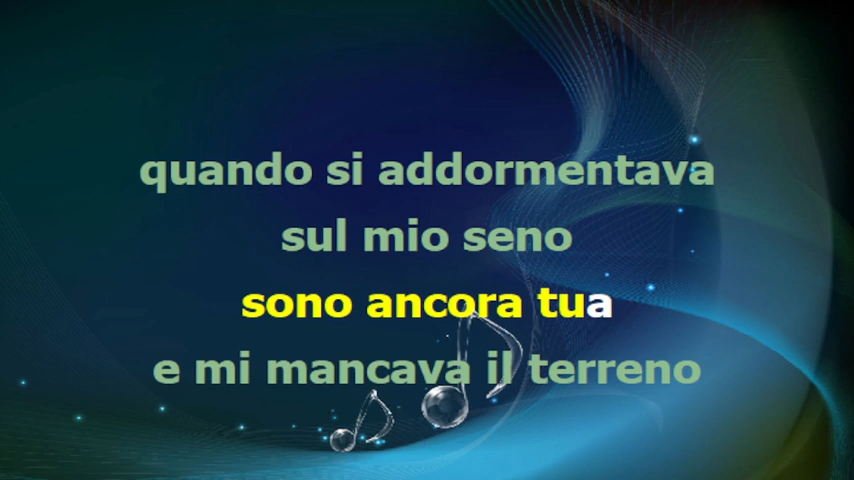 quando si addormentava
sul mio seno
sono ancora tua
e mi mancava il terreno